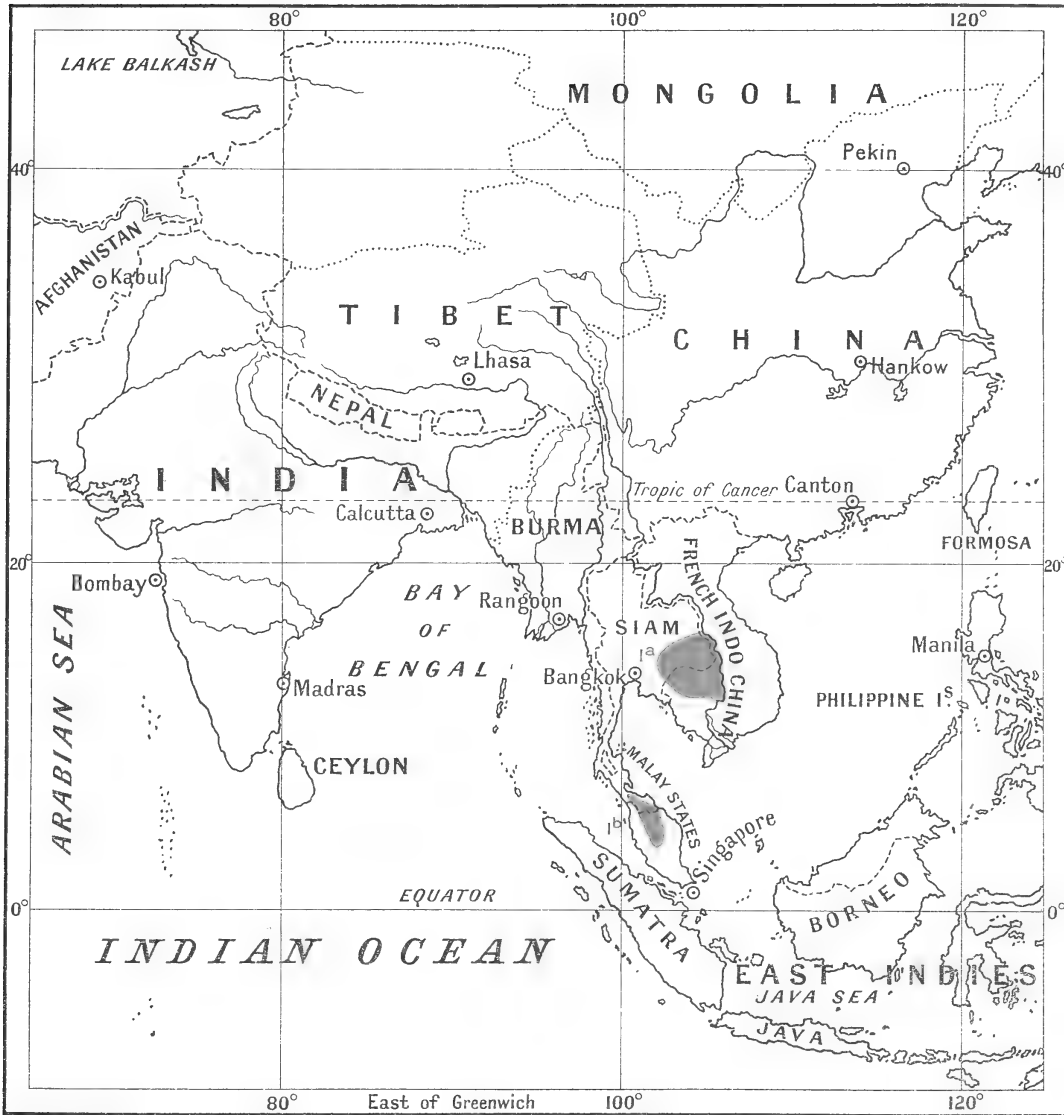 80° 100° 120°
LAKE BALKASH
MONGOLIA
Pekin
40° 40°
AFGHANISTAN
Kabul
TIBET
CHINA
Lhasa
Hankow
NEPAL
INDIA
Tropic of Cancer
Canton
Calcutta
BURMA
FORMOSA
FRENCH INDO CHINA
20° 20°
Bombay
BAY
OF
BENGAL
Rangoon
SIAM
1a
Bangkok
Manila
Madras
PHILIPPINE Is.
ARABIAN SEA
CEYLON
MALAY STATES
1b
Singapore
EQUATOR
0° 0°
SUMATRA
BORNEO
INDIAN OCEAN
EAST INDIES
JAVA SEA
JAVA
80° East of Greenwich 100° 120°